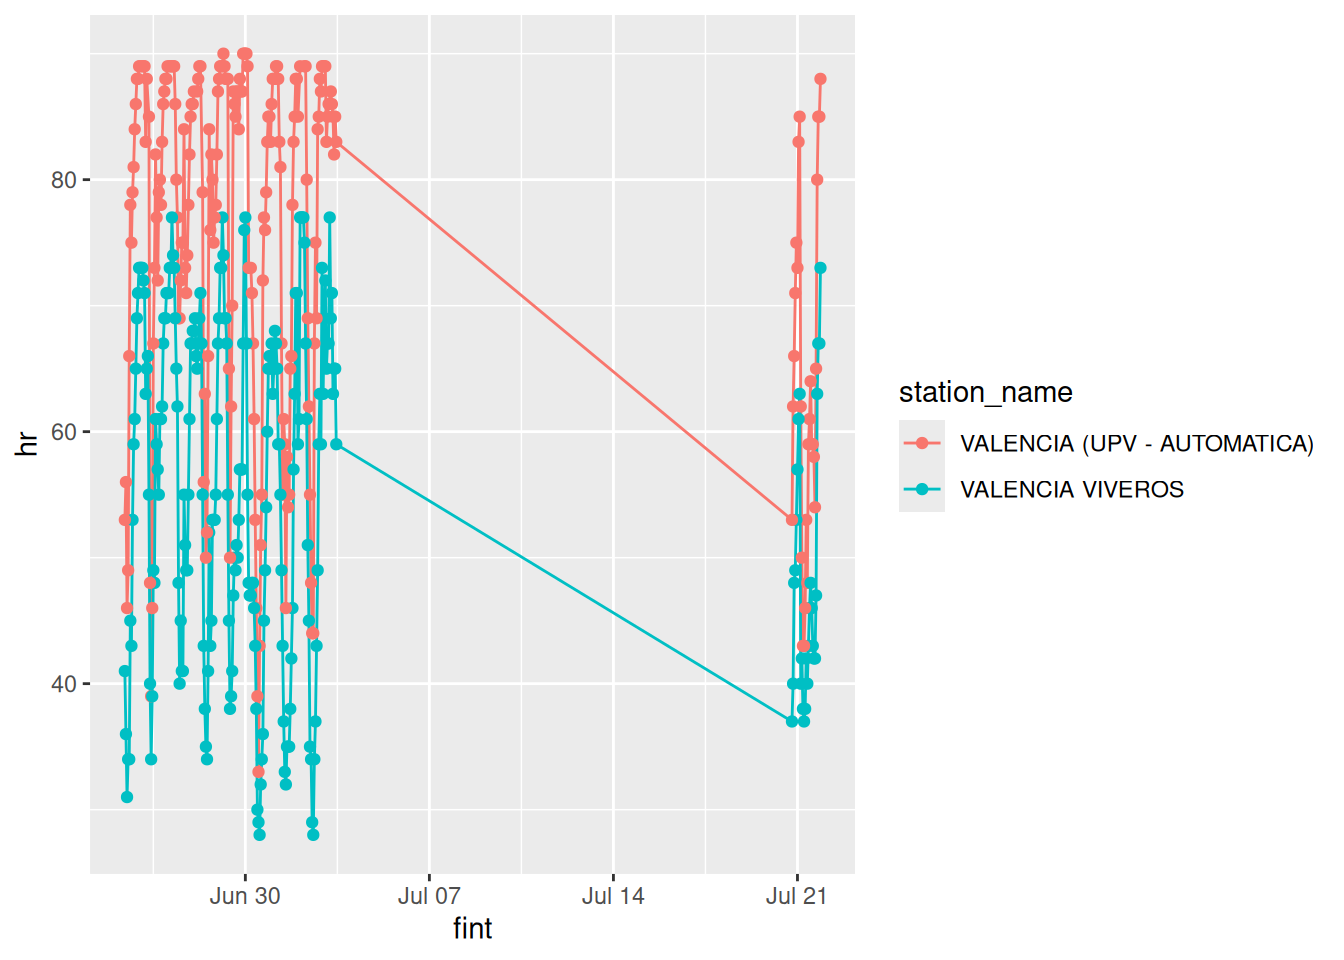 80
60
40
hr
Jun 30
Jul 07
Jul 14
Jul 21
fint
station_name
VALENCIA (UPV - AUTOMATICA)
VALENCIA VIVEROS